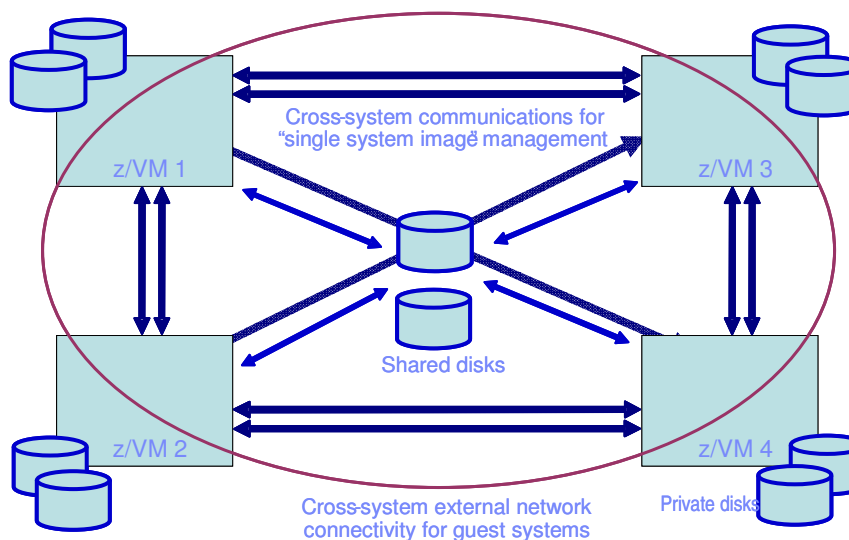 Cross-system communications for
“single system image” management
z/VM 1
z/VM 3
Shared disks
z/VM 2
z/VM 4
Cross-system external network
connectivity for guest systems
Private disks